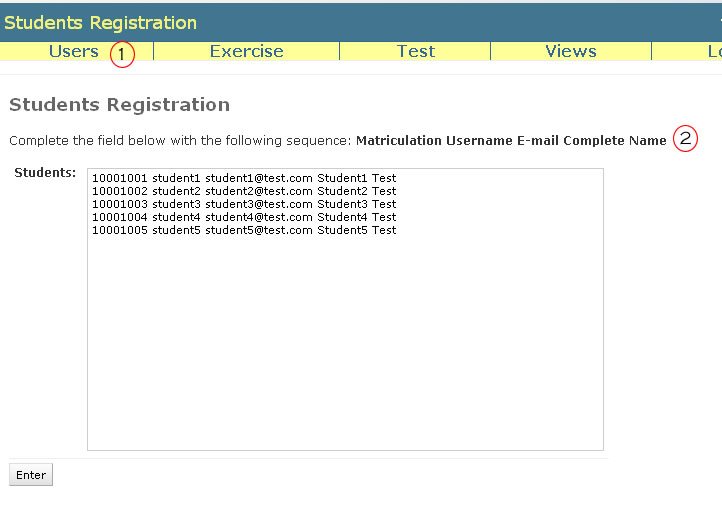 Students Registration
Users 1 Exercise Test Views
Students Registration
Complete the field below with the following sequence: Matriculation Username E-mail Complete Name 2
Students:
10001001 student1 student1@test.com Student1 Test
10001002 student2 student2@test.com Student2 Test
10001003 student3 student3@test.com Student3 Test
10001004 student4 student4@test.com Student4 Test
10001005 student5 student5@test.com Student5 Test
Enter